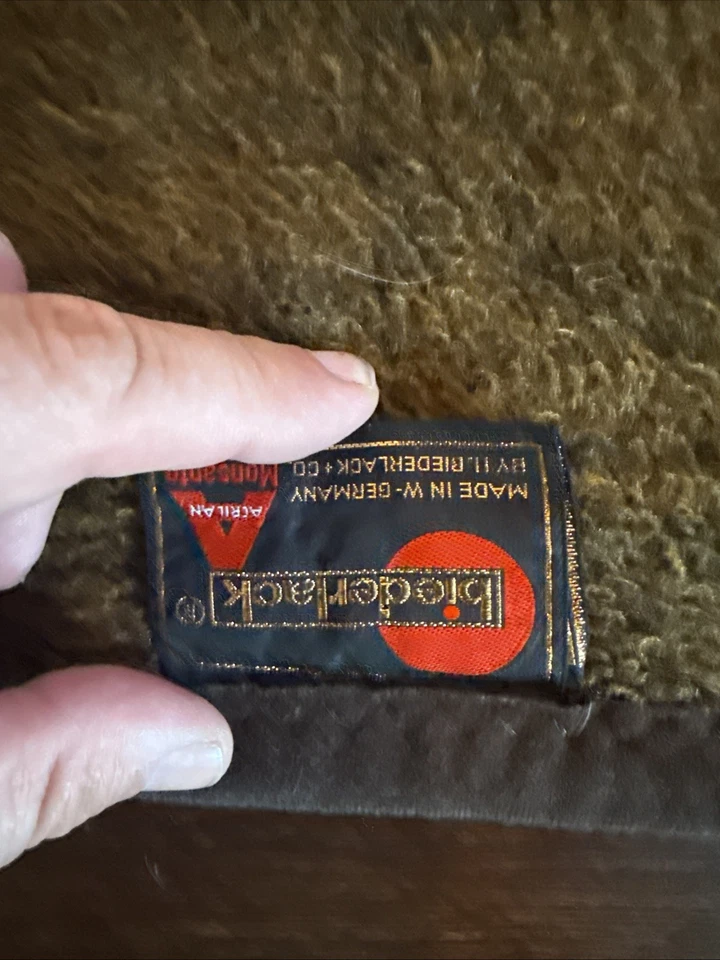 biederlack®
MADE IN W-GERMANY
BY H. BIEDERLACK+CO
ACRILAN
Monsanto